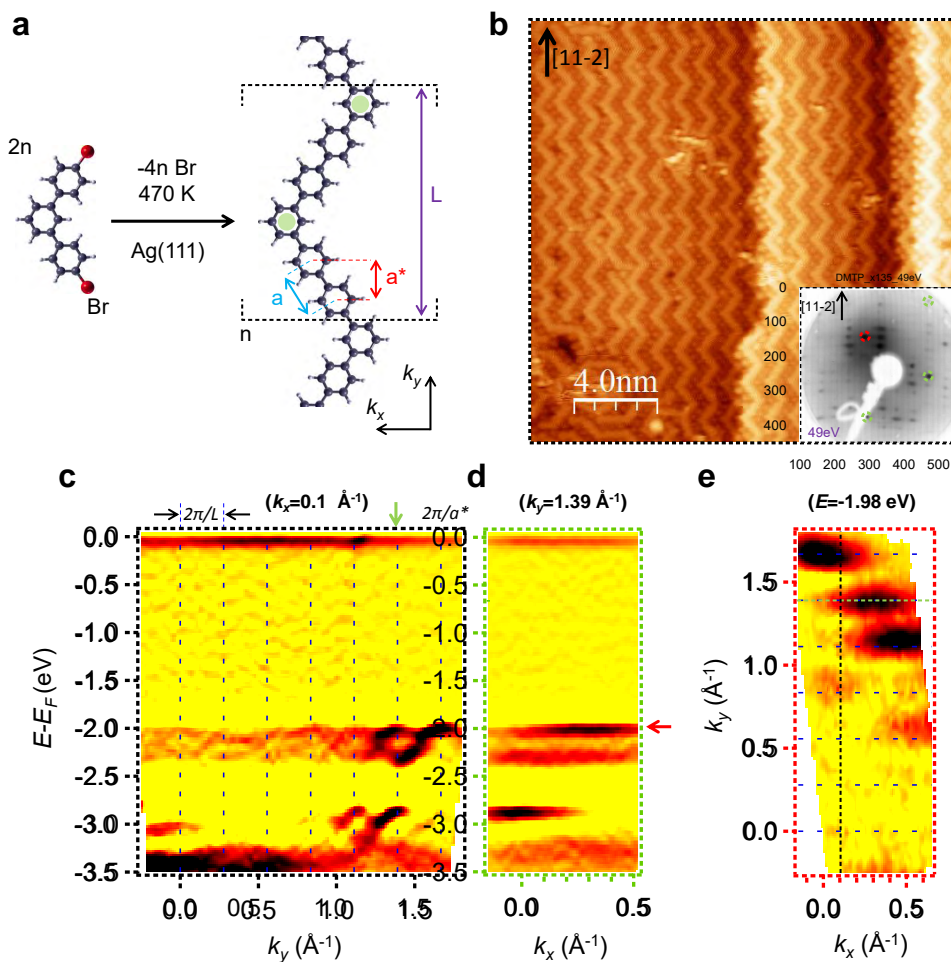 a
2n
-4n Br
470 K
Ag(111)
Br
L
a
a*
n
k_y
k_x
b
[11-2]
4.0nm
DMTP_x135_49eV
0
100
200
300
400
[11-2]
49eV
100 200 300 400 500
c
(k_x=0.1 Å⁻¹)
2π/L
2π/a*
0.0
-0.5
-1.0
-1.5
-2.0
-2.5
-3.0
-3.5
E-E_F (eV)
0.0 0.5 1.0 1.5
k_y (Å⁻¹)
d
(k_y=1.39 Å⁻¹)
0.0
-0.5
-1.0
-1.5
-2.0
-2.5
-3.0
-3.5
0.0 0.5
k_x (Å⁻¹)
e
(E=-1.98 eV)
1.5
1.0
0.5
0.0
k_y (Å⁻¹)
0.0 0.5
k_x (Å⁻¹)